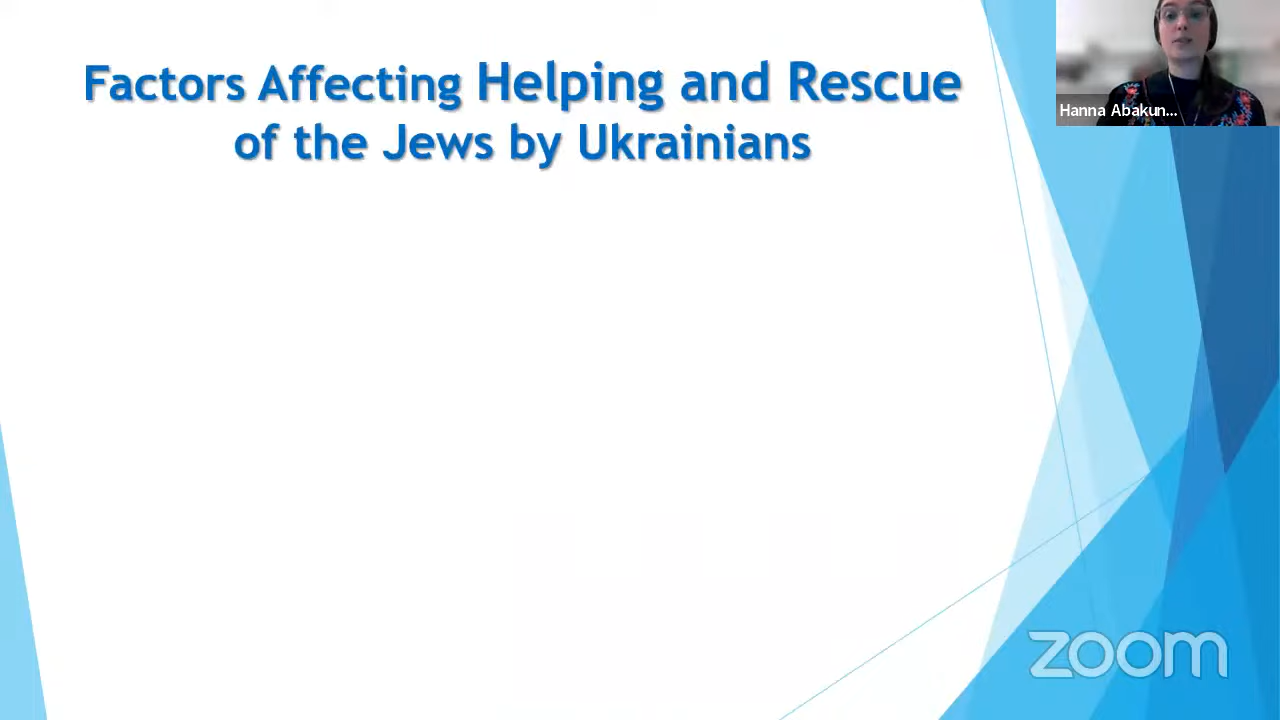 Factors Affecting Helping and Rescue
of the Jews by Ukrainians
Hanna Abakun...
zoom